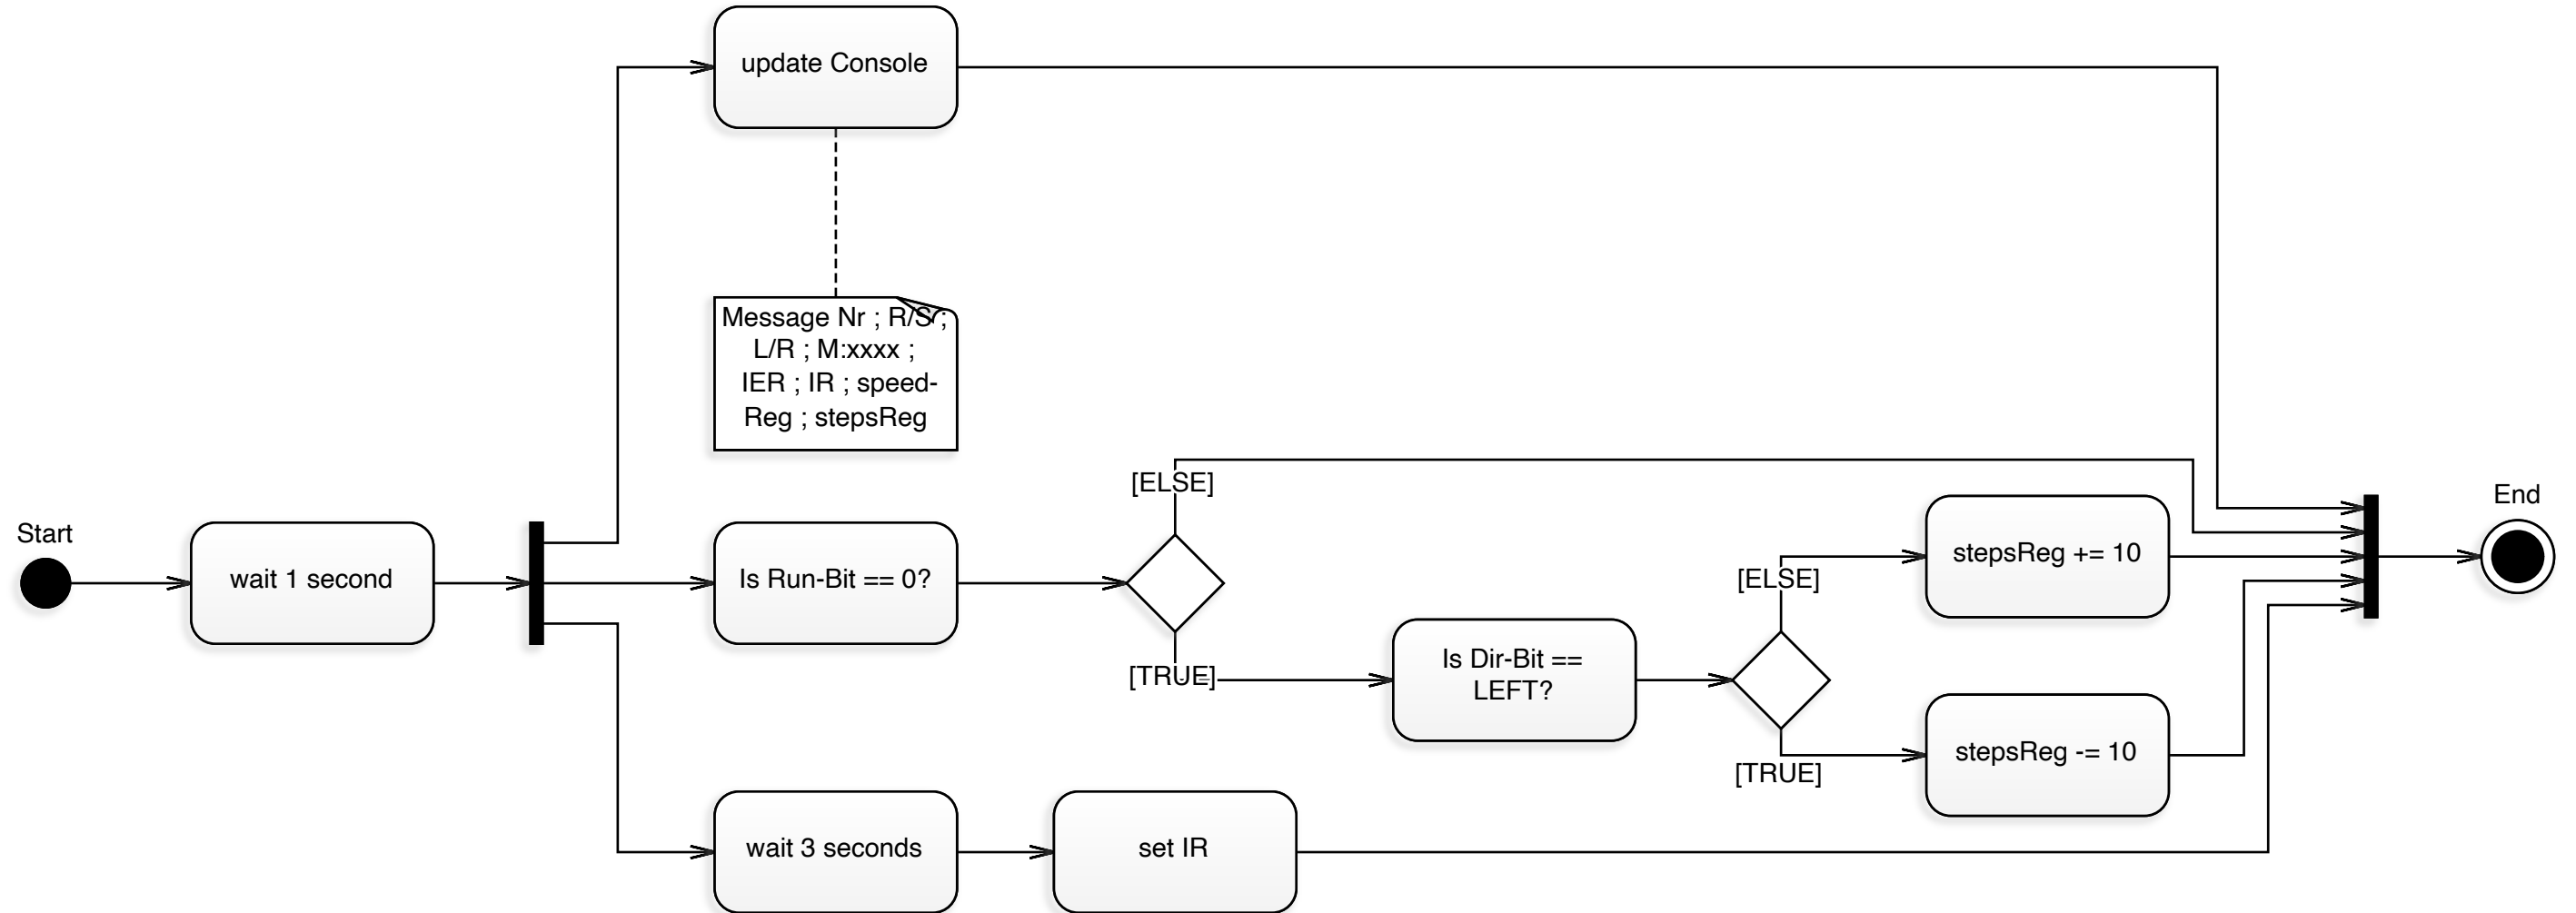 update Console
Message Nr ; R/S ;
L/R ; M:xxxx ;
IER ; IR ; speed-
Reg ; stepsReg
Start
wait 1 second
Is Run-Bit == 0?
[ELSE]
[TRUE]
Is Dir-Bit ==
LEFT?
[ELSE]
[TRUE]
stepsReg += 10
stepsReg -= 10
End
wait 3 seconds
set IR